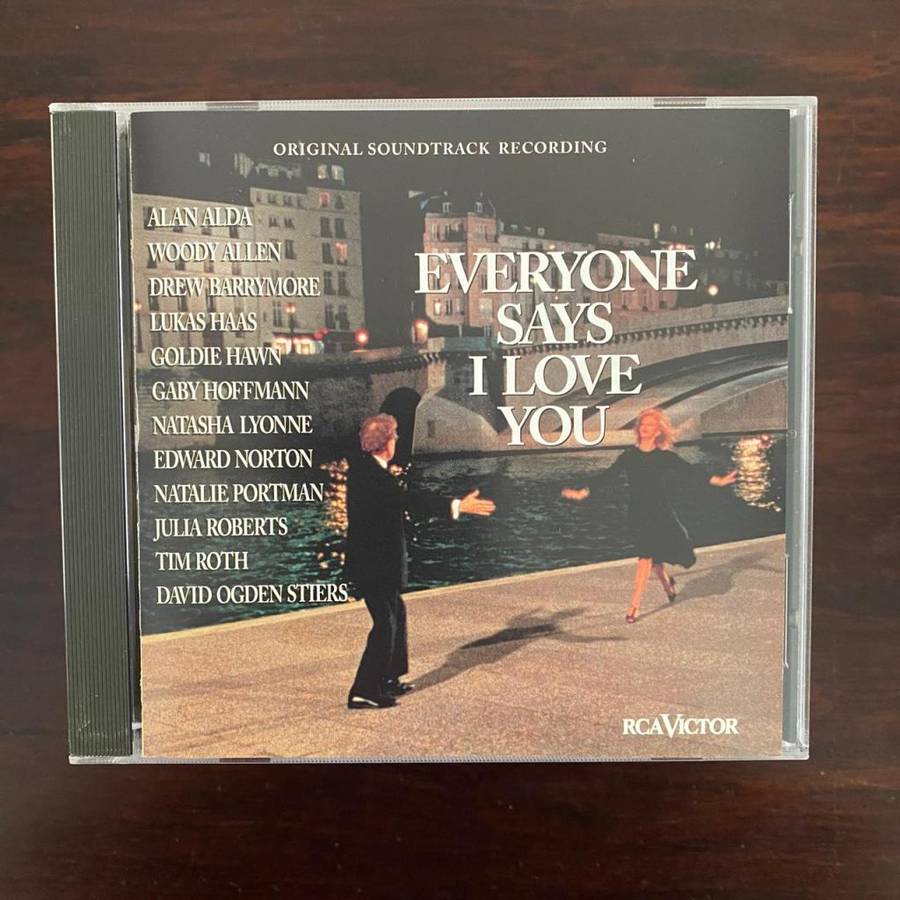 ORIGINAL SOUNDTRACK RECORDING
ALAN ALDA
WOODY ALLEN
DREW BARRYMORE
LUKAS HAAS
GOLDIE HAWN
GABY HOFFMANN
NATASHA LYONNE
EDWARD NORTON
NATALIE PORTMAN
JULIA ROBERTS
TIM ROTH
DAVID OGDEN STIERS
EVERYONE
SAYS
I LOVE
YOU
RCAVICTOR